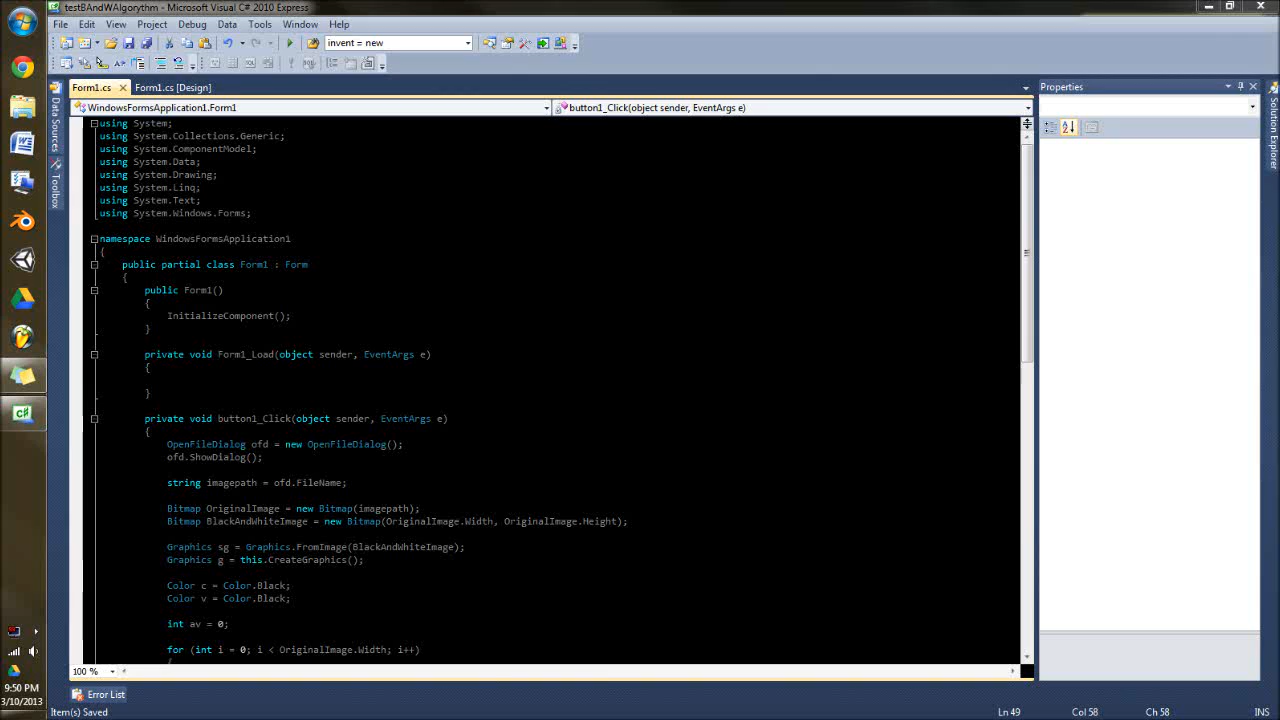 testBAndWAlgorythm - Microsoft Visual C# 2010 Express
File Edit View Project Debug Data Tools Window Help
invent = new
Form1.cs Form1.cs [Design]
WindowsFormsApplication1.Form1 button1_Click(object sender, EventArgs e)
using System;
using System.Collections.Generic;
using System.ComponentModel;
using System.Data;
using System.Drawing;
using System.Linq;
using System.Text;
using System.Windows.Forms;
namespace WindowsFormsApplication1
{
public partial class Form1 : Form
{
public Form1()
{
InitializeComponent();
}
private void Form1_Load(object sender, EventArgs e)
{
}
private void button1_Click(object sender, EventArgs e)
{
OpenFileDialog ofd = new OpenFileDialog();
ofd.ShowDialog();
string imagepath = ofd.FileName;
Bitmap OriginalImage = new Bitmap(imagepath);
Bitmap BlackAndWhiteImage = new Bitmap(OriginalImage.Width, OriginalImage.Height);
Graphics sg = Graphics.FromImage(BlackAndWhiteImage);
Graphics g = this.CreateGraphics();
Color c = Color.Black;
Color v = Color.Black;
int av = 0;
for (int i = 0; i < OriginalImage.Width; i++)
{
100 %
Error List
Item(s) Saved Ln 49 Col 58 Ch 58 INS
Data Sources
Toolbox
Properties
Solution Explorer
9:50 PM
3/10/2013